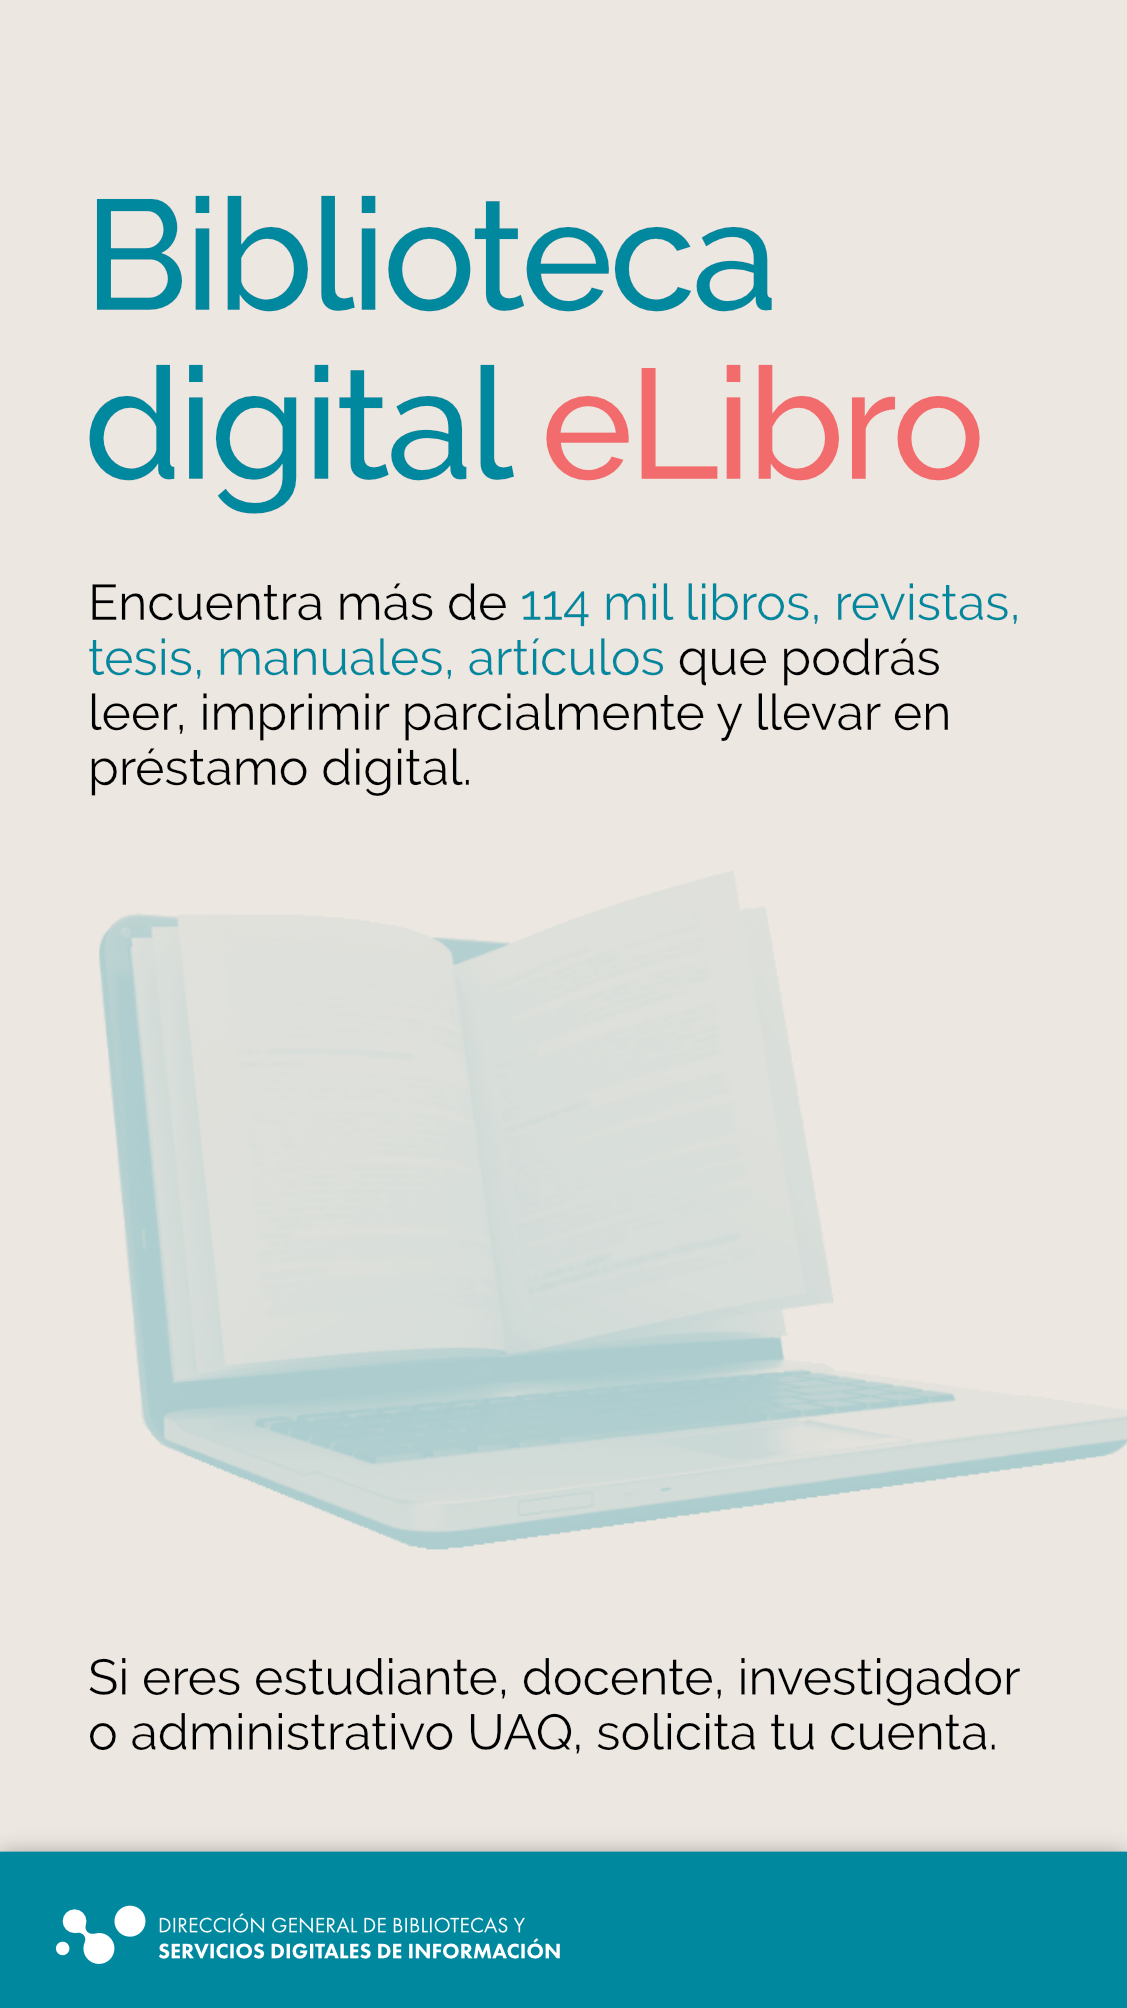 Biblioteca
digital eLibro
Encuentra más de 114 mil libros, revistas,
tesis, manuales, artículos que podrás
leer, imprimir parcialmente y llevar en
préstamo digital.
Si eres estudiante, docente, investigador
o administrativo UAQ, solicita tu cuenta.
DIRECCIÓN GENERAL DE BIBLIOTECAS Y
SERVICIOS DIGITALES DE INFORMACIÓN